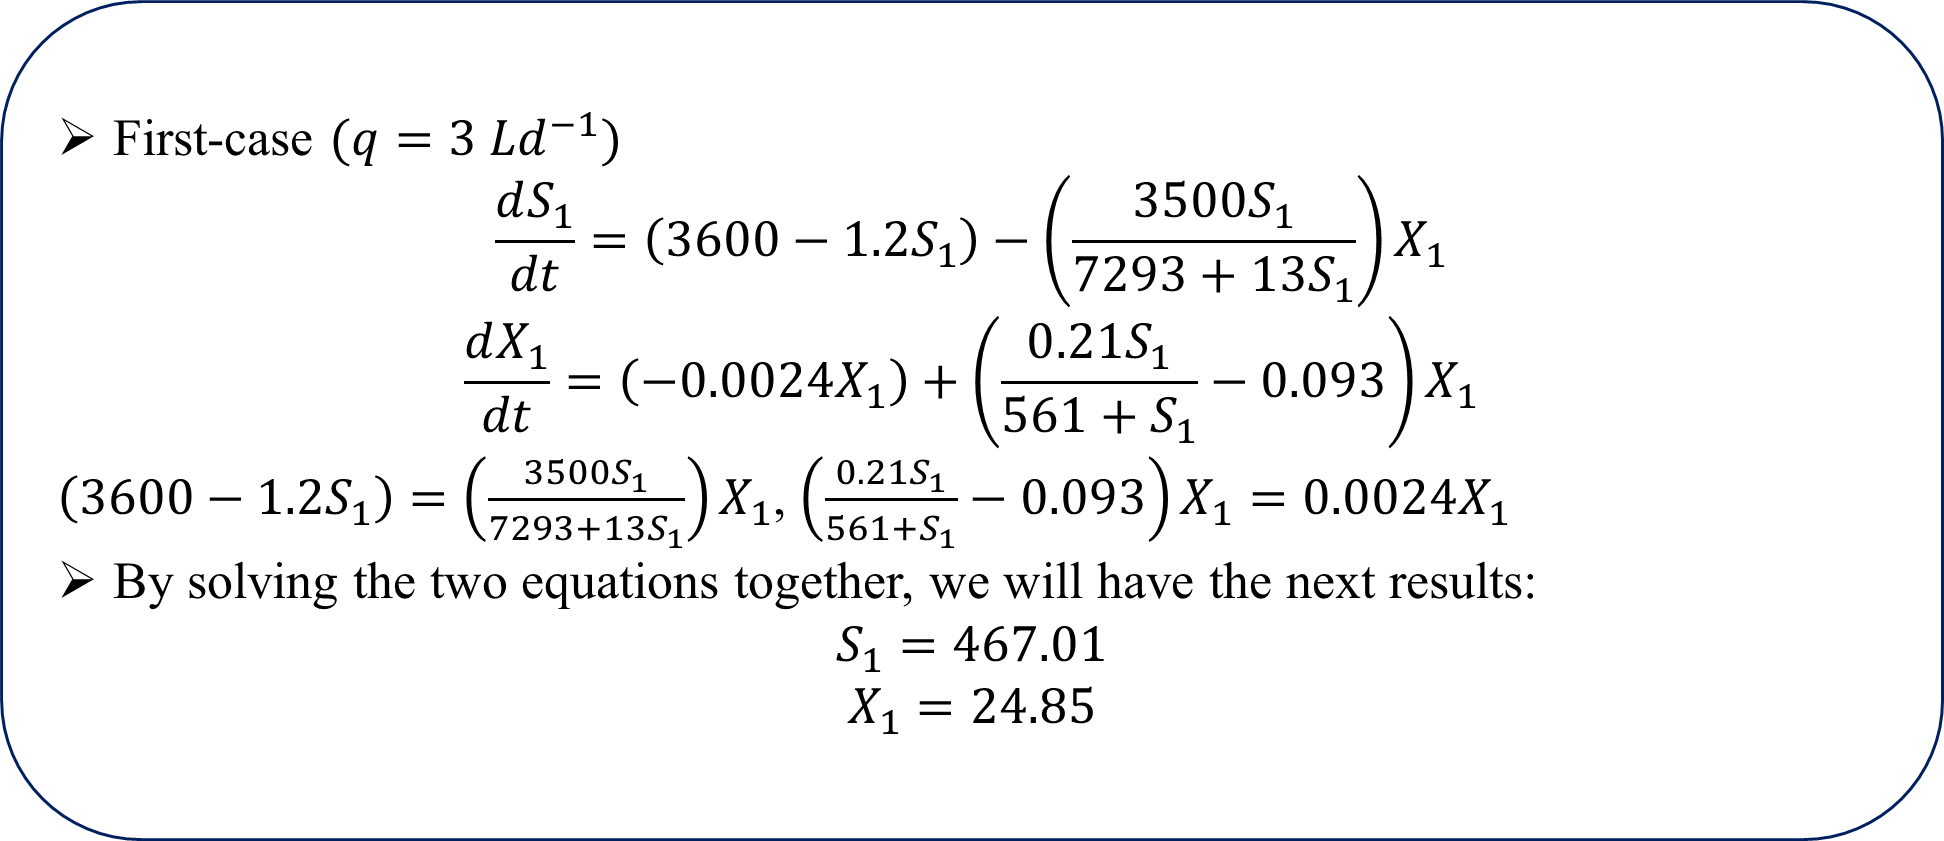 ➢ First-case (q = 3 Ld⁻¹)
dS₁/dt = (3600 − 1.2S₁) − (3500S₁/(7293 + 13S₁)) X₁
dX₁/dt = (−0.0024X₁) + (0.21S₁/(561 + S₁) − 0.093) X₁
(3600 − 1.2S₁) = (3500S₁/(7293+13S₁)) X₁, (0.21S₁/(561+S₁) − 0.093) X₁ = 0.0024X₁
➢ By solving the two equations together, we will have the next results:
S₁ = 467.01
X₁ = 24.85